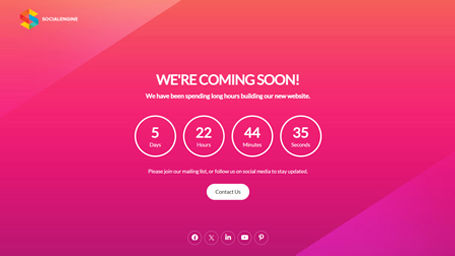 SOCIALENGINE
WE'RE COMING SOON!
We have been spending long hours building our new website.
5 22 44 35
Days Hours Minutes Seconds
Please join our mailing list, or follow us on social media to stay updated.
Contact Us